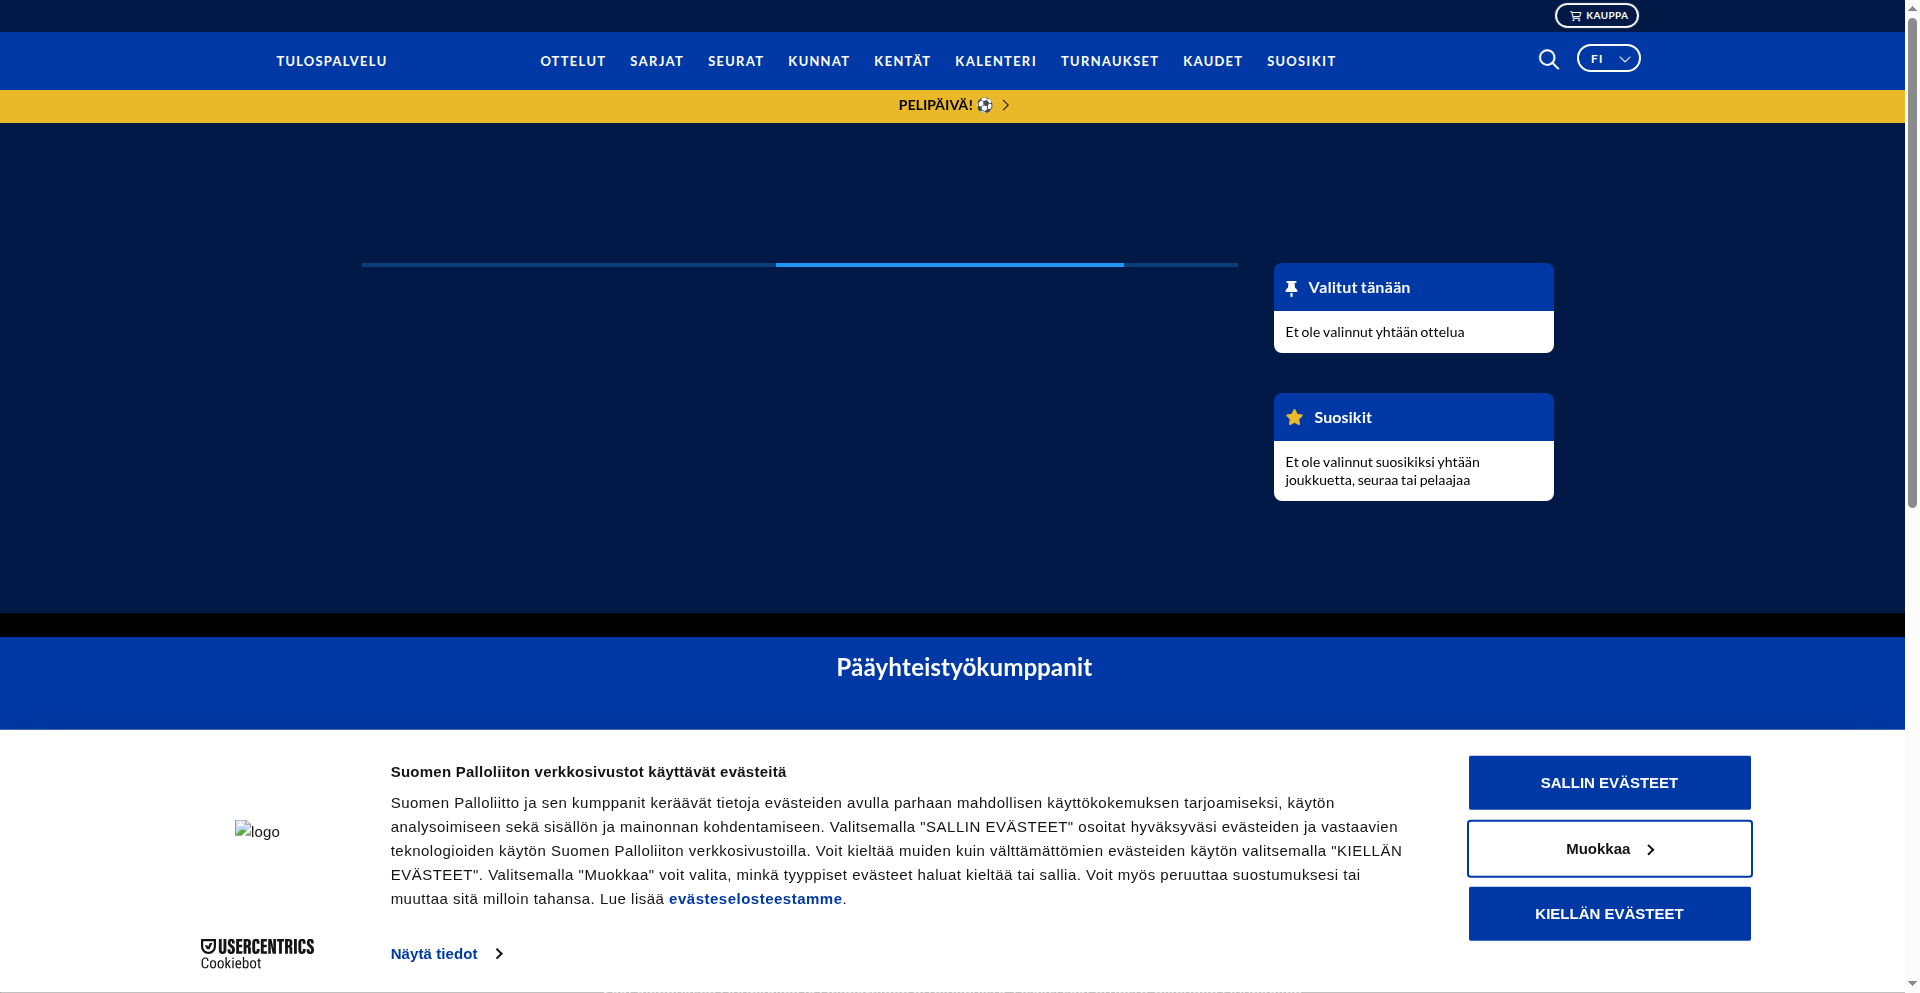 KAUPPA
TULOSPALVELU
OTTELUT SARJAT SEURAT KUNNAT KENTÄT KALENTERI TURNAUKSET KAUDET SUOSIKIT
FI
PELIPÄIVÄ! ⚽
Valitut tänään
Et ole valinnut yhtään ottelua
Suosikit
Et ole valinnut suosikiksi yhtään
joukkuetta, seuraa tai pelaajaa
Pääyhteistyökumppanit
logo
USERCENTRICS
Cookiebot
Suomen Palloliiton verkkosivustot käyttävät evästeitä
Suomen Palloliitto ja sen kumppanit keräävät tietoja evästeiden avulla parhaan mahdollisen käyttökokemuksen tarjoamiseksi, käytön
analysoimiseen sekä sisällön ja mainonnan kohdentamiseen. Valitsemalla "SALLIN EVÄSTEET" osoitat hyväksyväsi evästeiden ja vastaavien
teknologioiden käytön Suomen Palloliiton verkkosivustoilla. Voit kieltää muiden kuin välttämättömien evästeiden käytön valitsemalla "KIELLÄN
EVÄSTEET". Valitsemalla "Muokkaa" voit valita, minkä tyyppiset evästeet haluat kieltää tai sallia. Voit myös peruuttaa suostumuksesi tai
muuttaa sitä milloin tahansa. Lue lisää evästeselosteestamme.
Näytä tiedot
SALLIN EVÄSTEET
Muokkaa
KIELLÄN EVÄSTEET